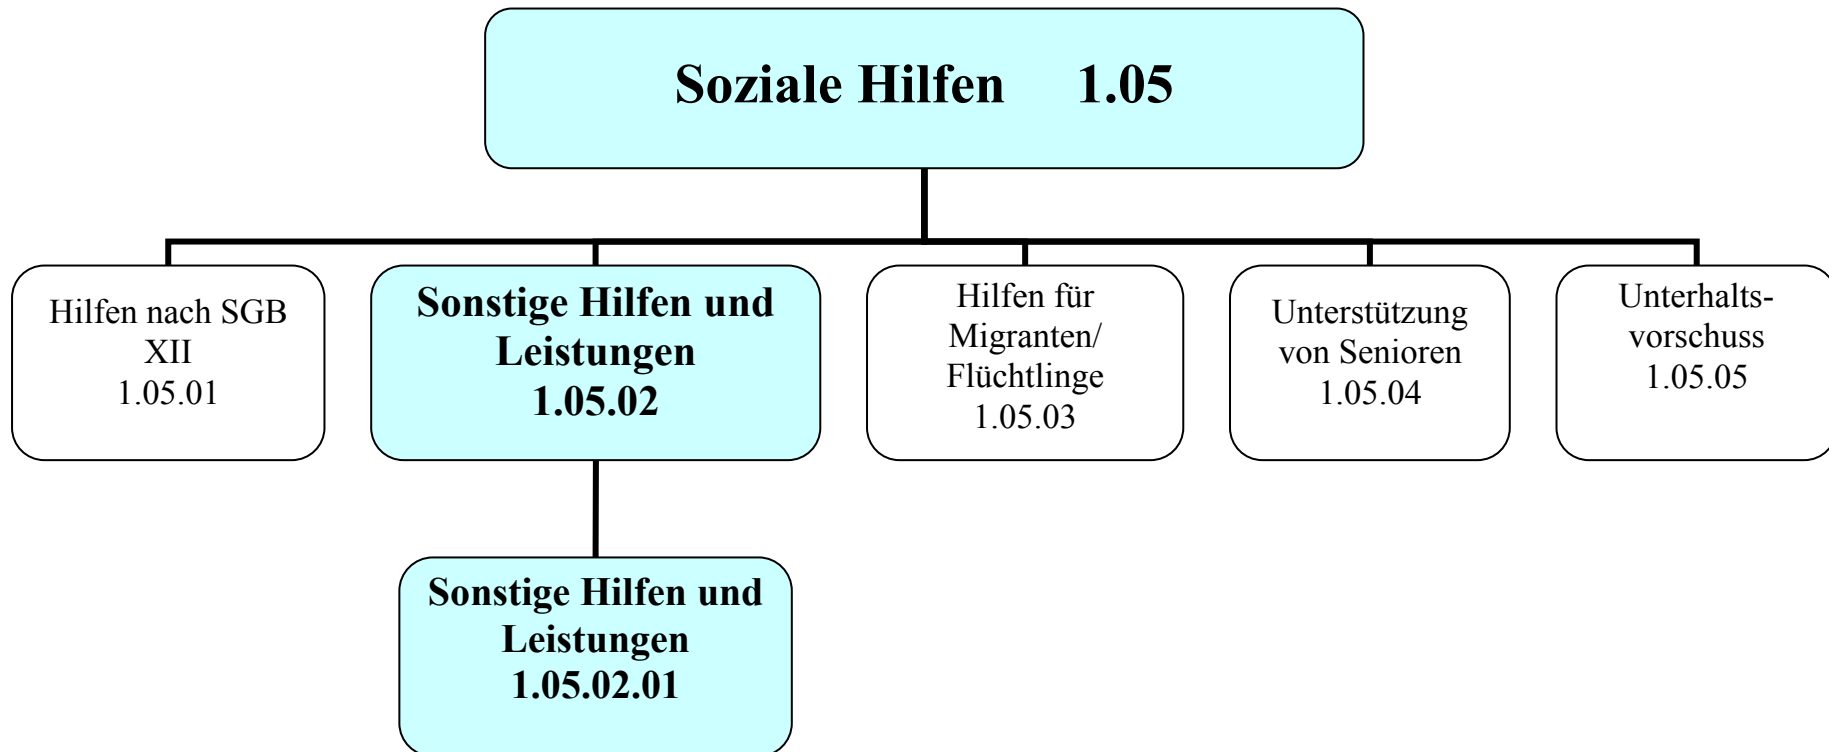 Soziale Hilfen 1.05
Hilfen nach SGB
XII
1.05.01
Sonstige Hilfen und
Leistungen
1.05.02
Hilfen für
Migranten/
Flüchtlinge
1.05.03
Unterstützung
von Senioren
1.05.04
Unterhalts-
vorschuss
1.05.05
Sonstige Hilfen und
Leistungen
1.05.02.01